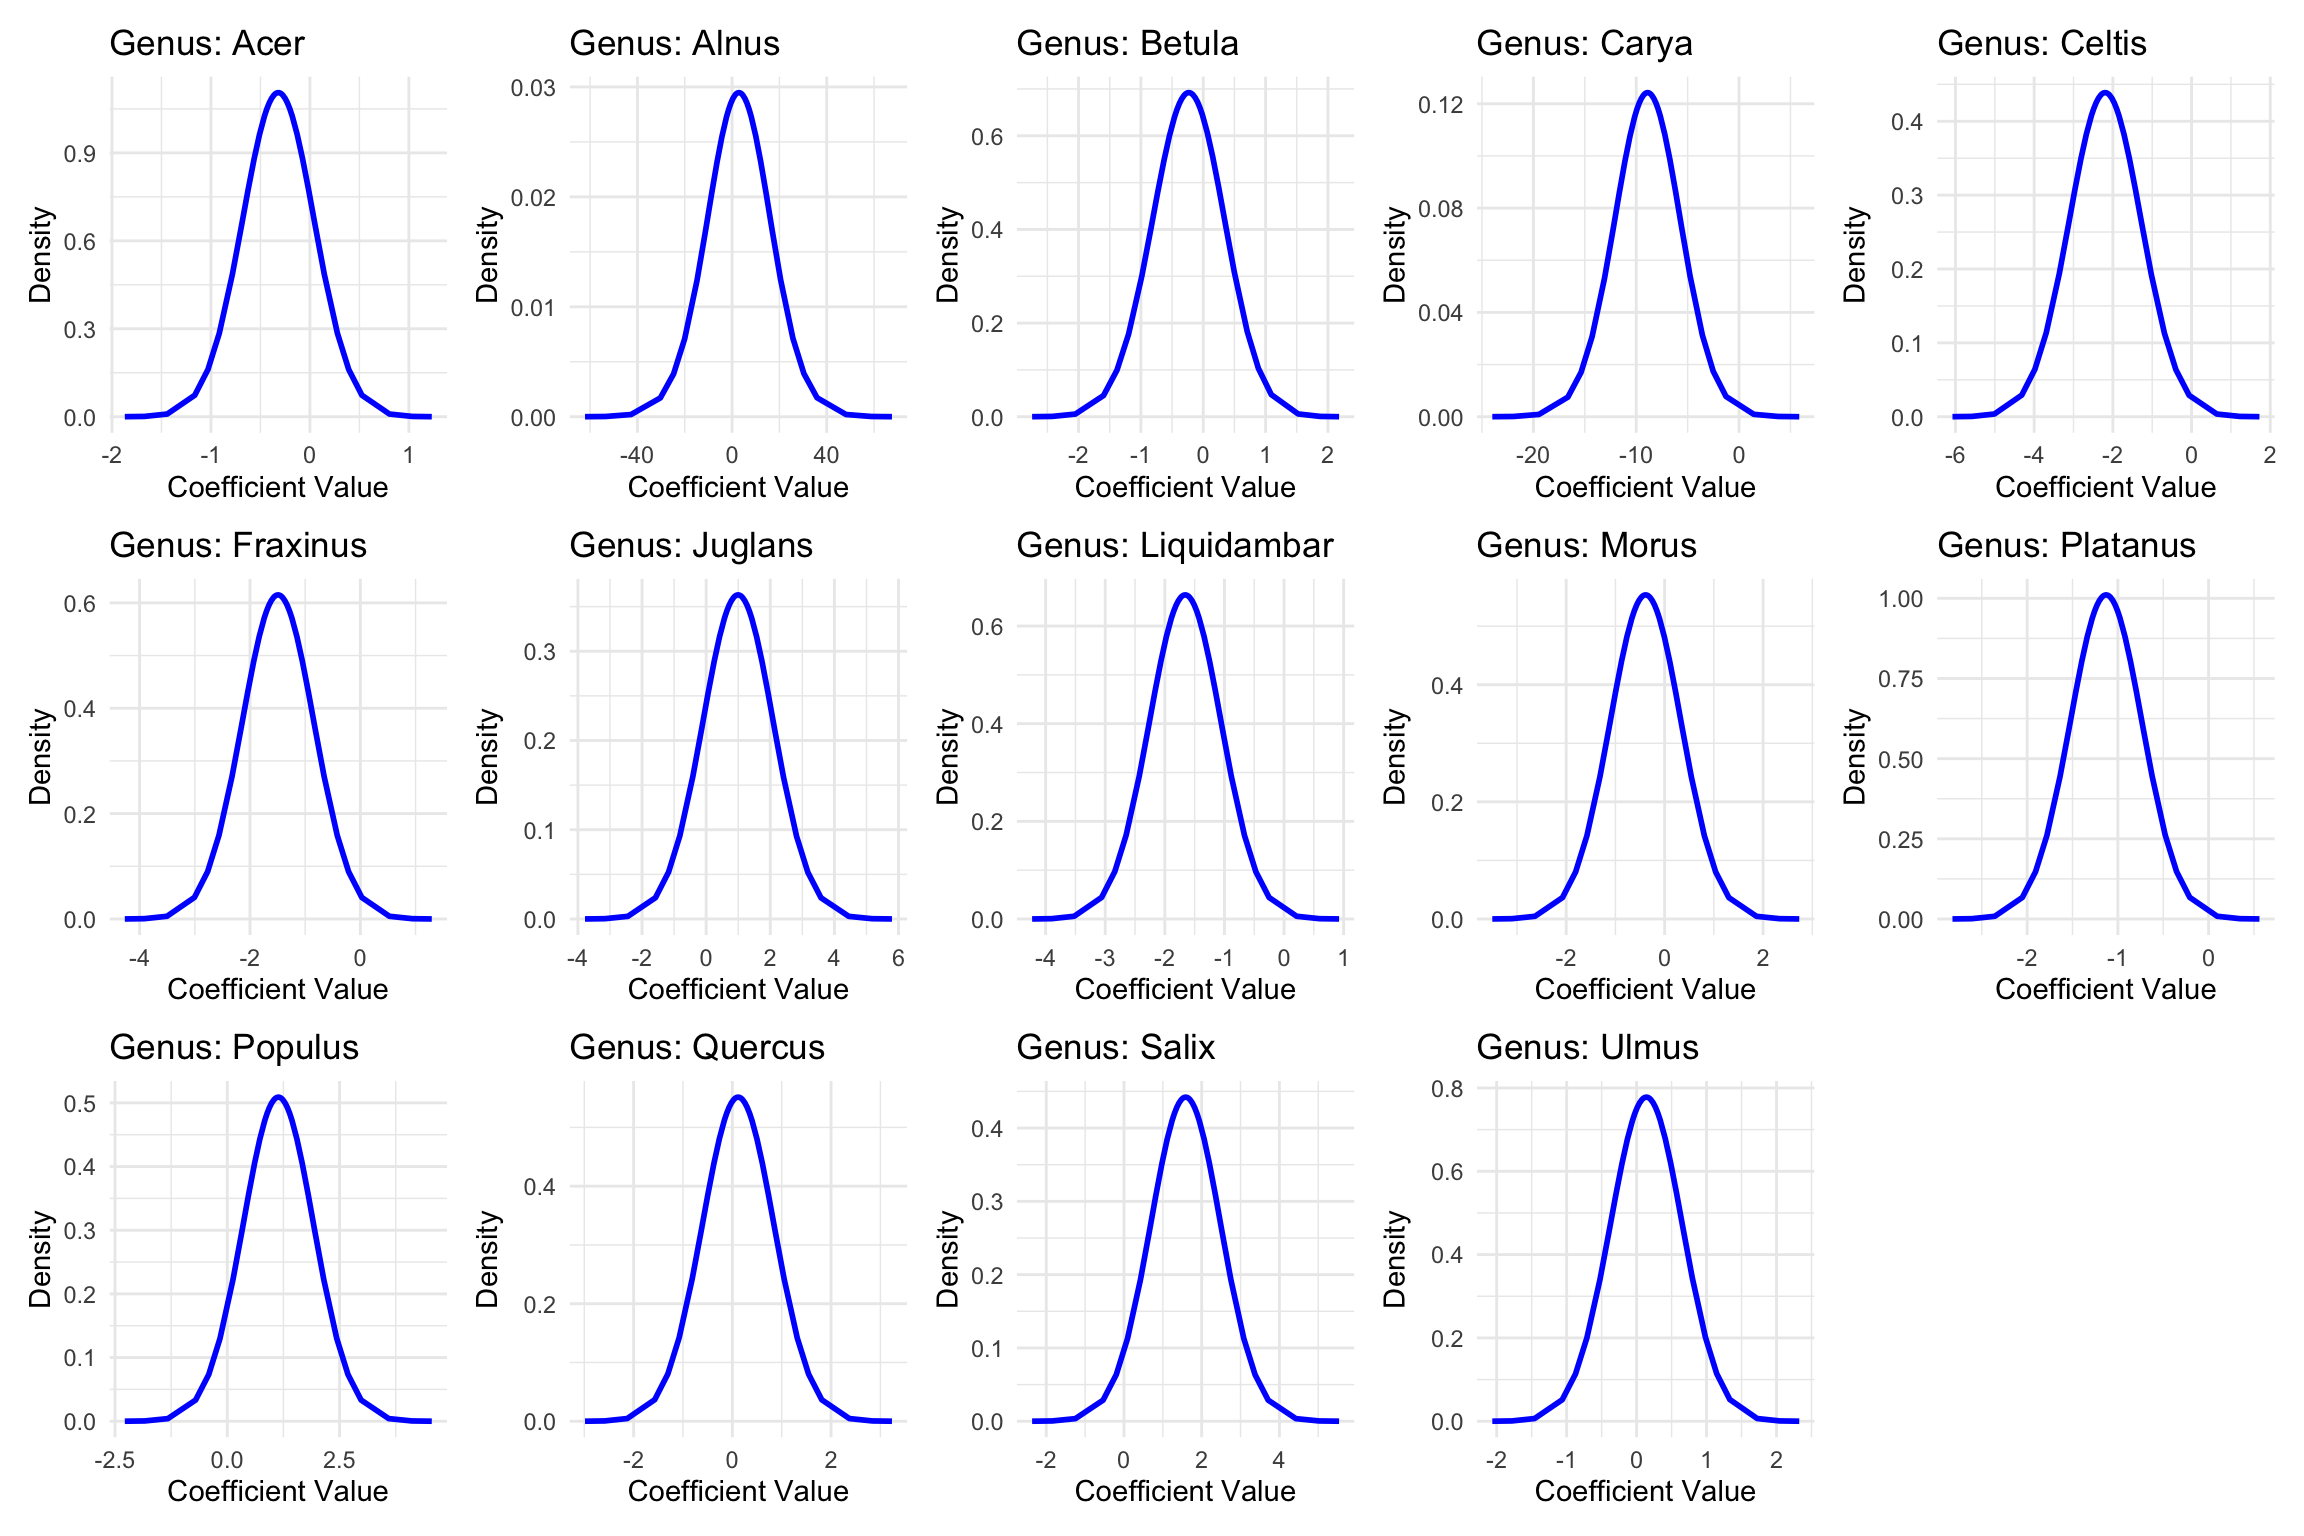 Genus: Acer
Density
0.9
0.6
0.3
0.0
-2 -1 0 1
Coefficient Value
Genus: Alnus
Density
0.03
0.02
0.01
0.00
-40 0 40
Coefficient Value
Genus: Betula
Density
0.6
0.4
0.2
0.0
-2 -1 0 1 2
Coefficient Value
Genus: Carya
Density
0.12
0.08
0.04
0.00
-20 -10 0
Coefficient Value
Genus: Celtis
Density
0.4
0.3
0.2
0.1
0.0
-6 -4 -2 0 2
Coefficient Value
Genus: Fraxinus
Density
0.6
0.4
0.2
0.0
-4 -2 0
Coefficient Value
Genus: Juglans
Density
0.3
0.2
0.1
0.0
-4 -2 0 2 4 6
Coefficient Value
Genus: Liquidambar
Density
0.6
0.4
0.2
0.0
-4 -3 -2 -1 0 1
Coefficient Value
Genus: Morus
Density
0.4
0.2
0.0
-2 0 2
Coefficient Value
Genus: Platanus
Density
1.00
0.75
0.50
0.25
0.00
-2 -1 0
Coefficient Value
Genus: Populus
Density
0.5
0.4
0.3
0.2
0.1
0.0
-2.5 0.0 2.5
Coefficient Value
Genus: Quercus
Density
0.4
0.2
0.0
-2 0 2
Coefficient Value
Genus: Salix
Density
0.4
0.3
0.2
0.1
0.0
-2 0 2 4
Coefficient Value
Genus: Ulmus
Density
0.8
0.6
0.4
0.2
0.0
-2 -1 0 1 2
Coefficient Value